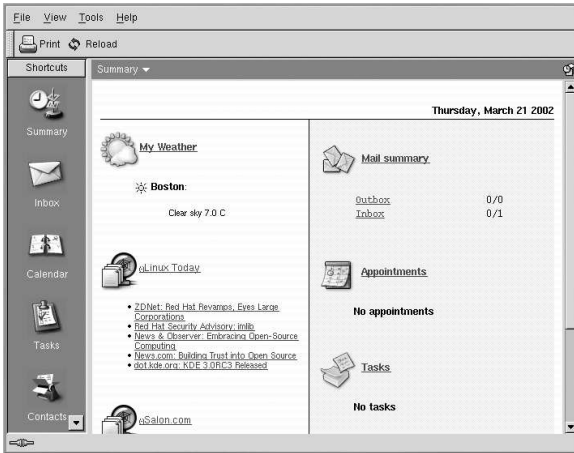 File View Tools Help
Print Reload
Shortcuts
Summary
Summary
Inbox
Calendar
Tasks
Contacts
Thursday, March 21 2002
My Weather
Boston:
Clear sky 7.0 C
Linux Today
ZDNet: Red Hat Revamps, Eyes Large
Corporations
Red Hat Security Advisory: imlib
News & Observer: Embracing Open-Source
Computing
News.com: Building Trust into Open Source
dot.kde.org: KDE 3.0RC3 Released
Salon.com
Mail summary
Outbox 0/0
Inbox 0/1
Appointments
No appointments
Tasks
No tasks